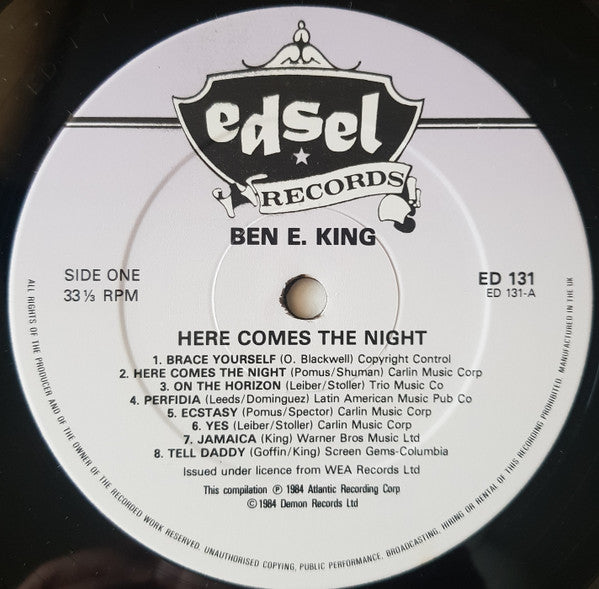 edsel
RECORDS
BEN E. KING
SIDE ONE
33⅓ RPM
ED 131
ED 131-A
HERE COMES THE NIGHT
1. BRACE YOURSELF (O. Blackwell) Copyright Control
2. HERE COMES THE NIGHT (Pomus/Shuman) Carlin Music Corp
3. ON THE HORIZON (Leiber/Stoller) Trio Music Co
4. PERFIDIA (Leeds/Dominguez) Latin American Music Pub Co
5. ECSTASY (Pomus/Spector) Carlin Music Corp
6. YES (Leiber/Stoller) Carlin Music Corp
7. JAMAICA (King) Warner Bros Music Ltd
8. TELL DADDY (Goffin/King) Screen Gems-Columbia
Issued under licence from WEA Records Ltd
This compilation ℗ 1984 Atlantic Recording Corp
© 1984 Demon Records Ltd
ALL RIGHTS OF THE PRODUCER AND OF THE OWNER OF THE RECORDED WORK RESERVED. UNAUTHORISED COPYING, PUBLIC PERFORMANCE, BROADCASTING, HIRING OR RENTAL OF THIS RECORDING PROHIBITED. MANUFACTURED IN THE UK